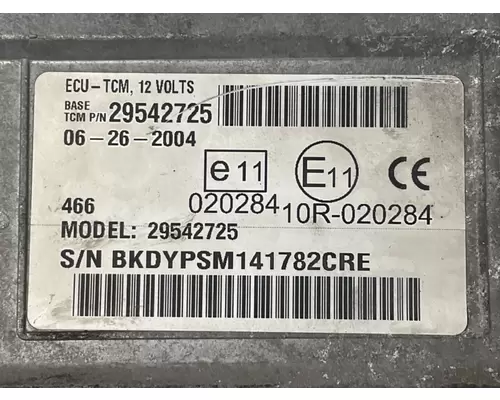 ECU-TCM, 12 VOLTS
BASE
TCM P/N 29542725
06-26-2004
e11 E11 CE
020284 10R-020284
466
MODEL: 29542725
S/N BKDYPSM141782CRE